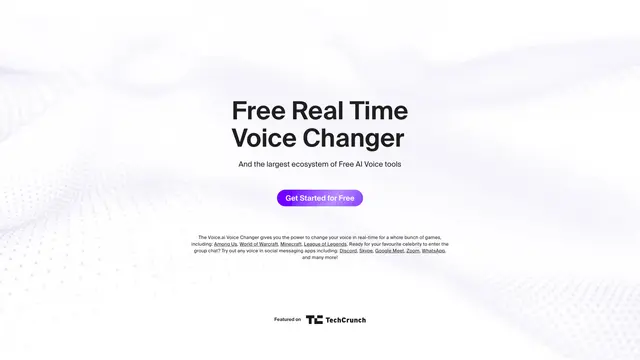 Free Real Time
Voice Changer
And the largest ecosystem of Free AI Voice tools
Get Started for Free
The Voice.ai Voice Changer gives you the power to change your voice in real-time for a whole bunch of games,
including: Among Us, World of Warcraft, Minecraft, League of Legends. Ready for your favourite celebrity to enter the
group chat? Try out any voice in social messaging apps including: Discord, Skype, Google Meet, Zoom, WhatsApp,
and many more!
Featured on TC TechCrunch